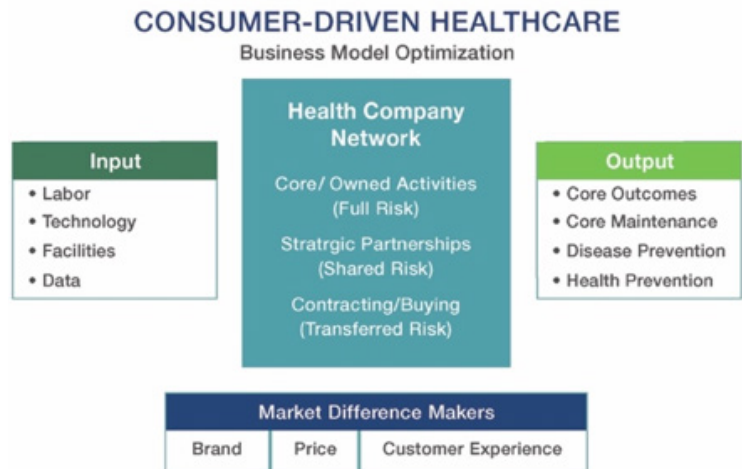 CONSUMER-DRIVEN HEALTHCARE
Business Model Optimization
Health Company
Network
Core/Owned Activities
(Full Risk)
Stratrgic Partnerships
(Shared Risk)
Contracting/Buying
(Transferred Risk)
Input
• Labor
• Technology
• Facilities
• Data
Output
• Core Outcomes
• Core Maintenance
• Disease Prevention
• Health Prevention
Market Difference Makers
Brand Price Customer Experience